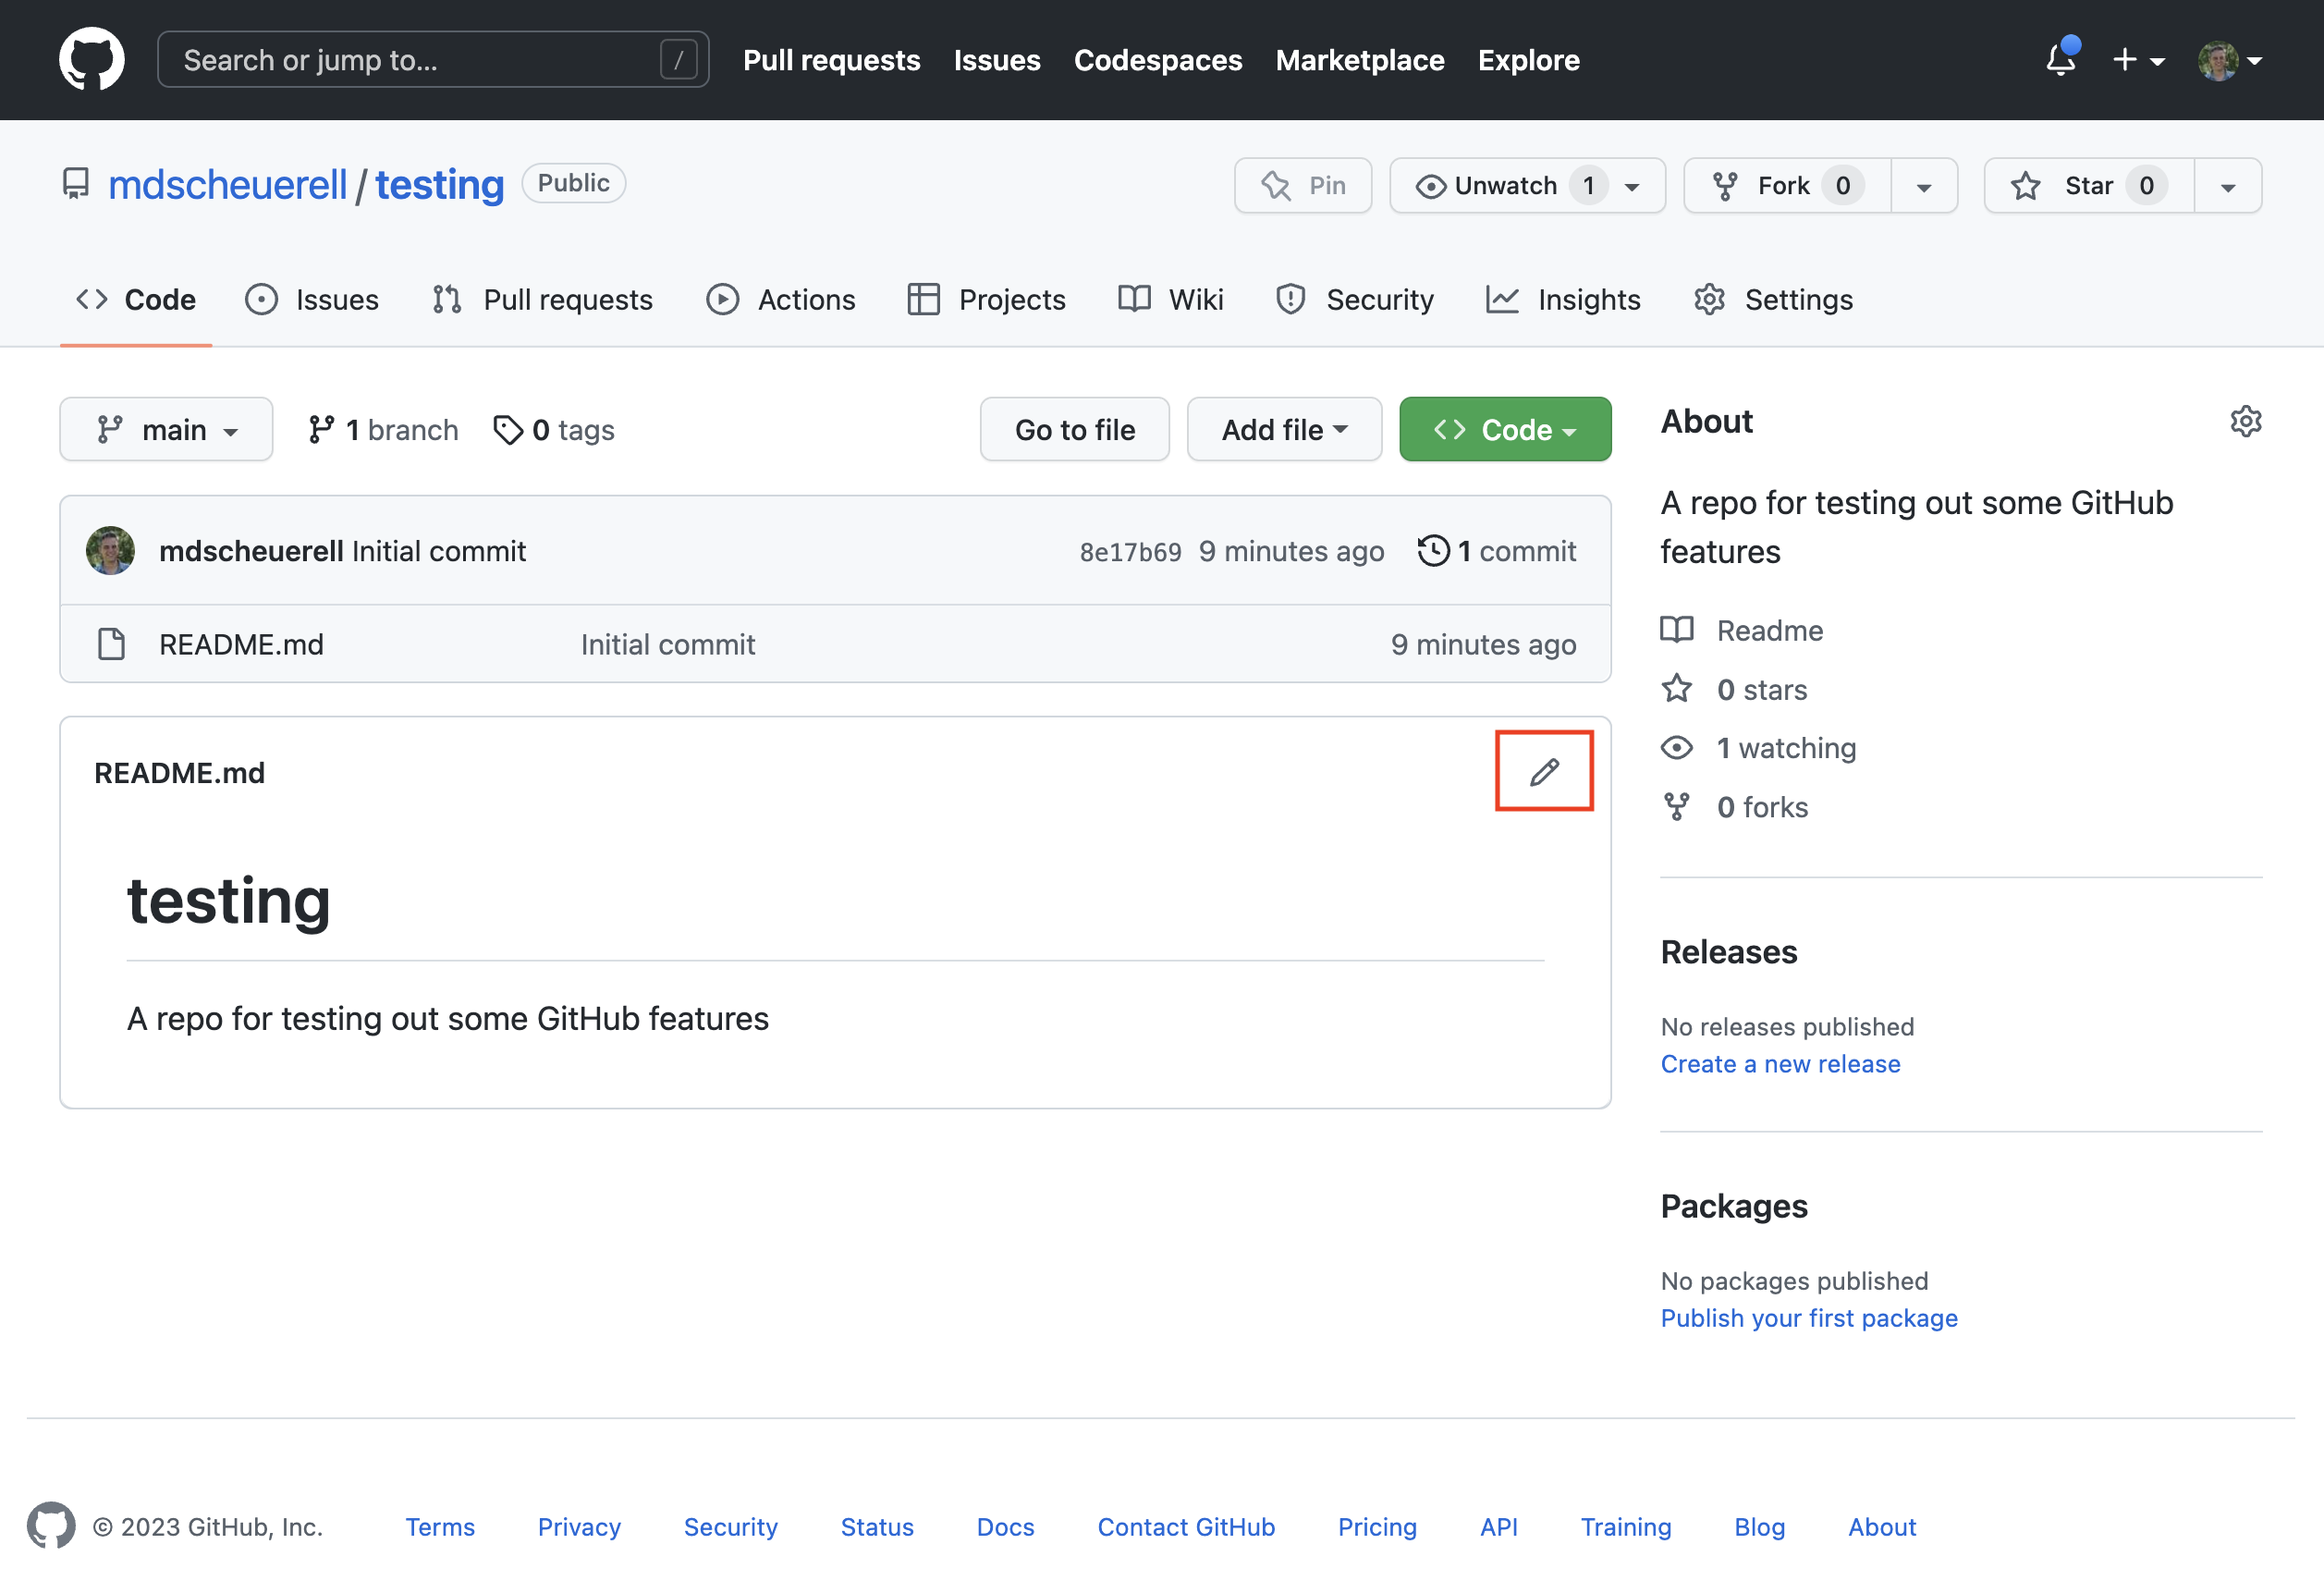 Search or jump to... / Pull requests Issues Codespaces Marketplace Explore
mdscheuerell / testing Public Pin Unwatch 1 Fork 0 Star 0
Code Issues Pull requests Actions Projects Wiki Security Insights Settings
main 1 branch 0 tags Go to file Add file Code
mdscheuerell Initial commit 8e17b69 9 minutes ago 1 commit
README.md Initial commit 9 minutes ago
README.md
testing
A repo for testing out some GitHub features
About
A repo for testing out some GitHub
features
Readme
0 stars
1 watching
0 forks
Releases
No releases published
Create a new release
Packages
No packages published
Publish your first package
© 2023 GitHub, Inc. Terms Privacy Security Status Docs Contact GitHub Pricing API Training Blog About